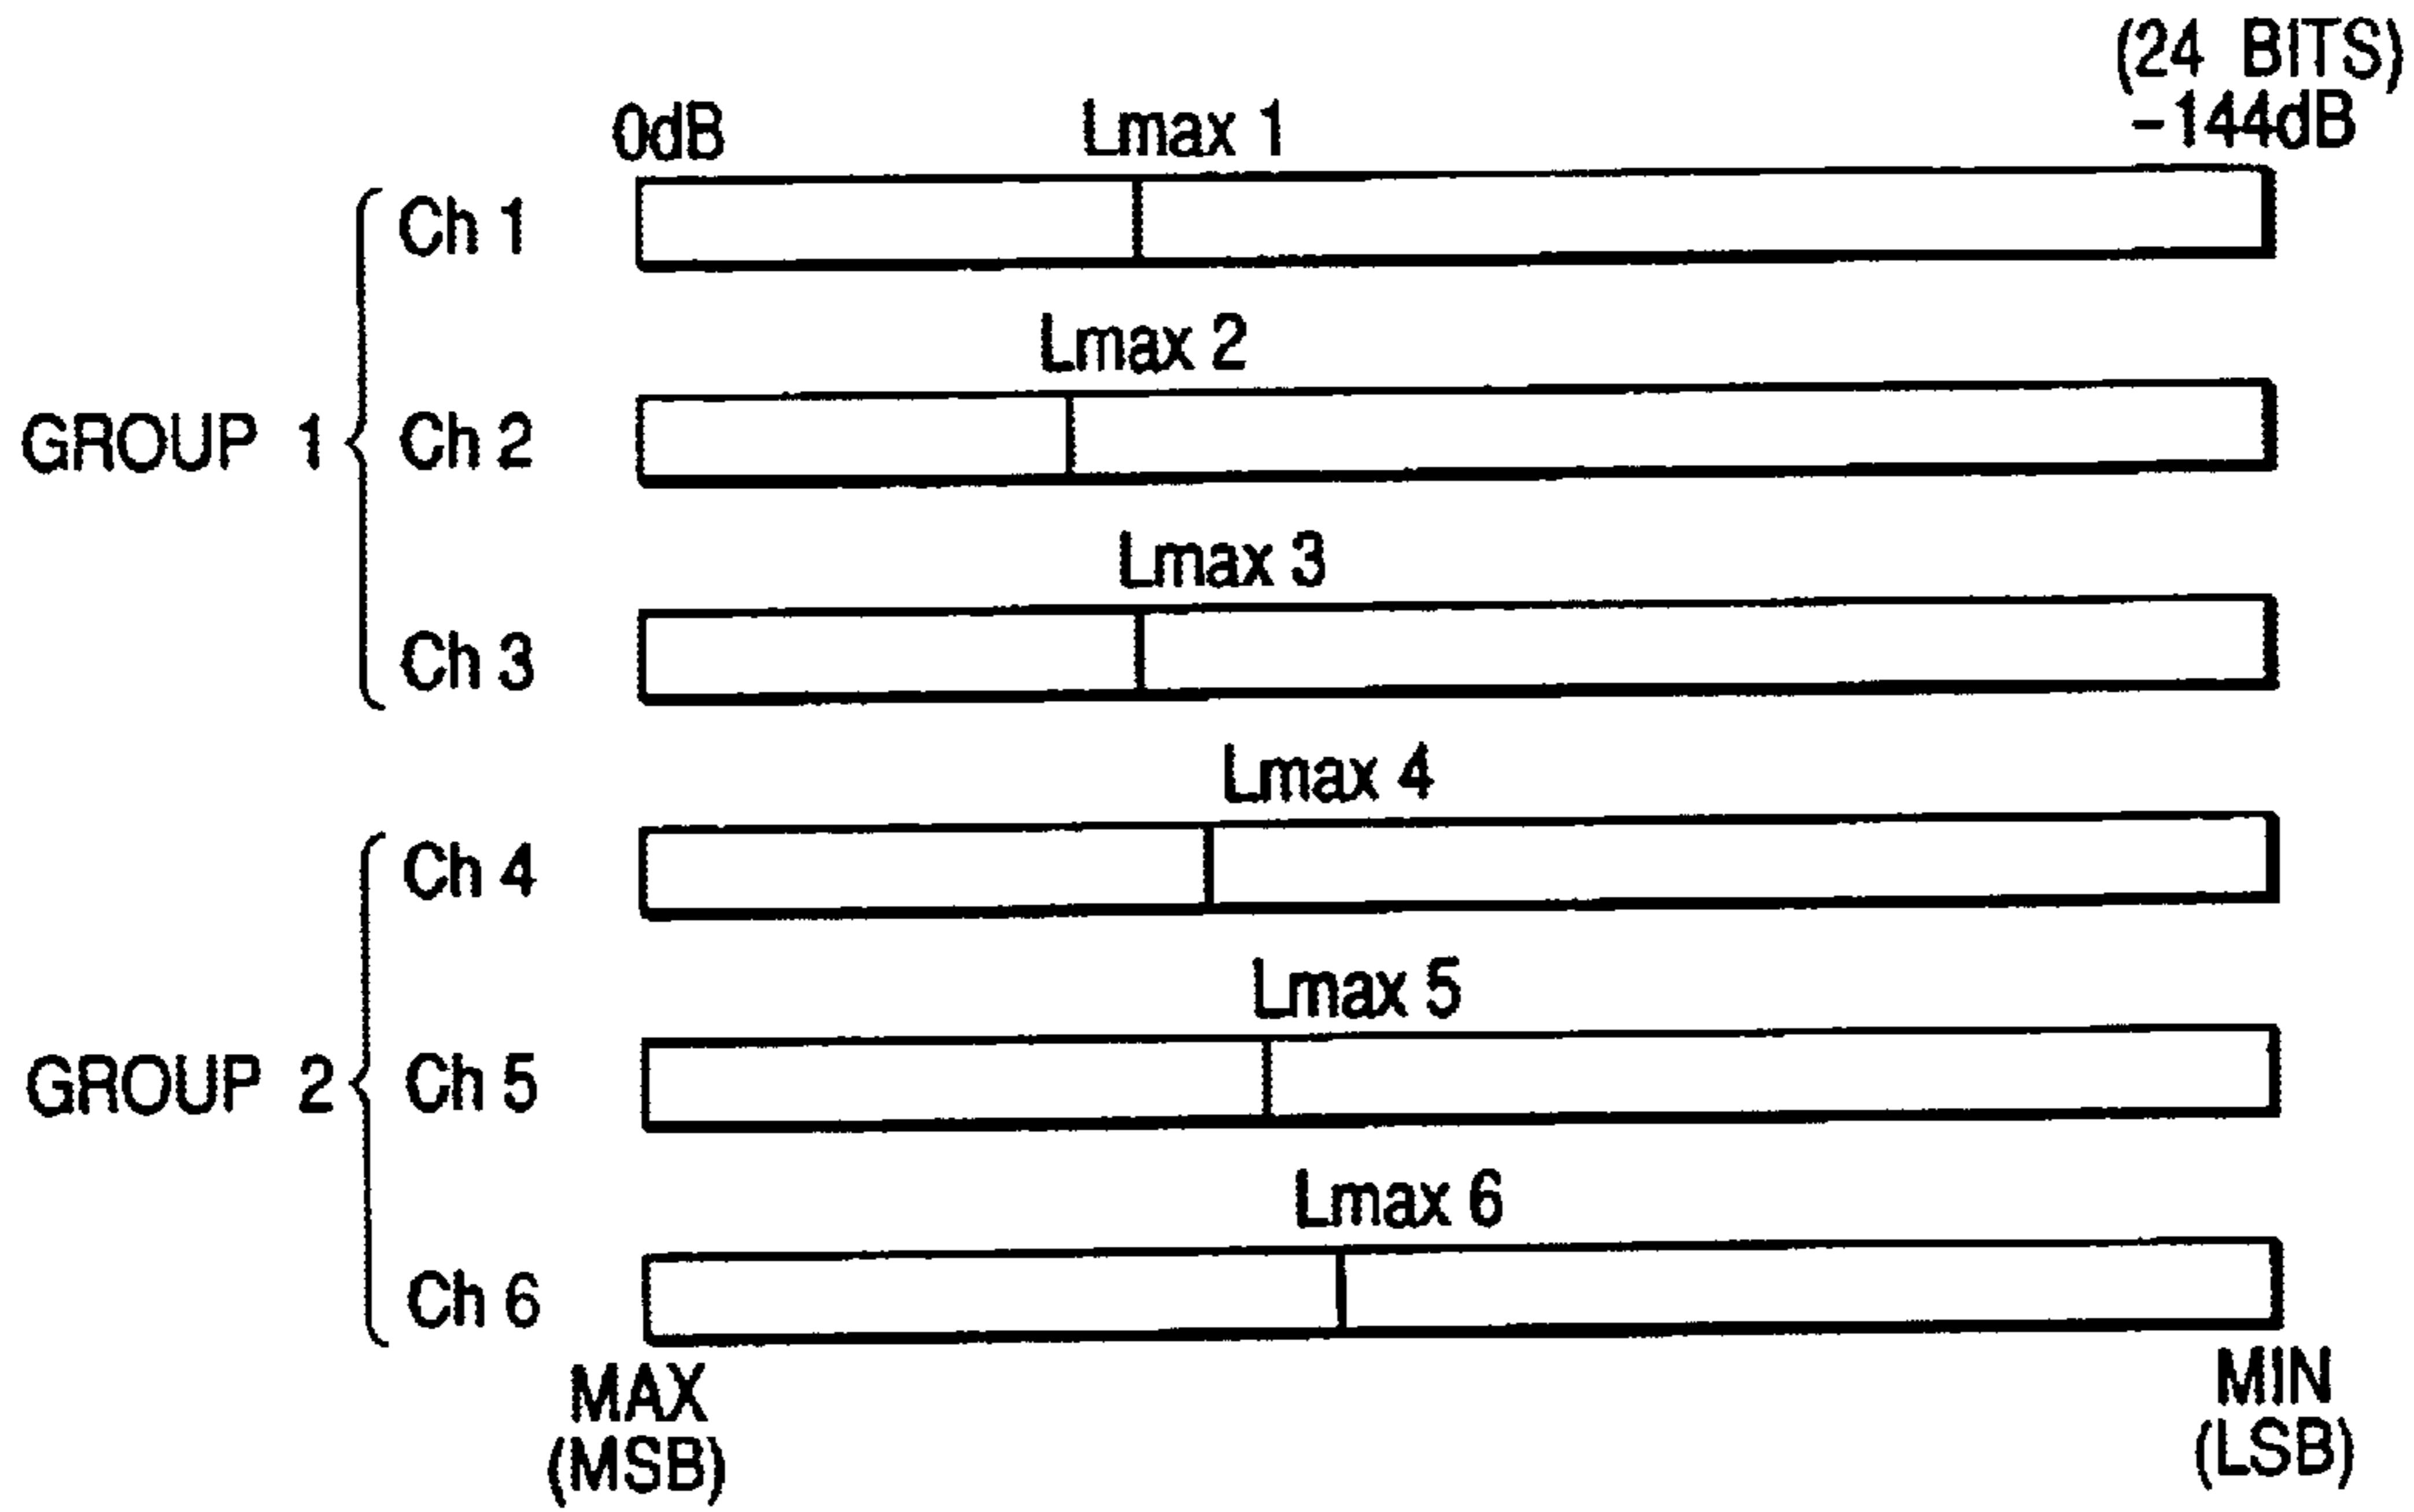 (24 BITS)
0dB
Lmax 1
-144dB
Ch 1
Lmax 2
GROUP 1
Ch 2
Lmax 3
Ch 3
Lmax 4
Ch 4
Lmax 5
GROUP 2
Ch 5
Lmax 6
Ch 6
MAX
(MSB)
MIN
(LSB)